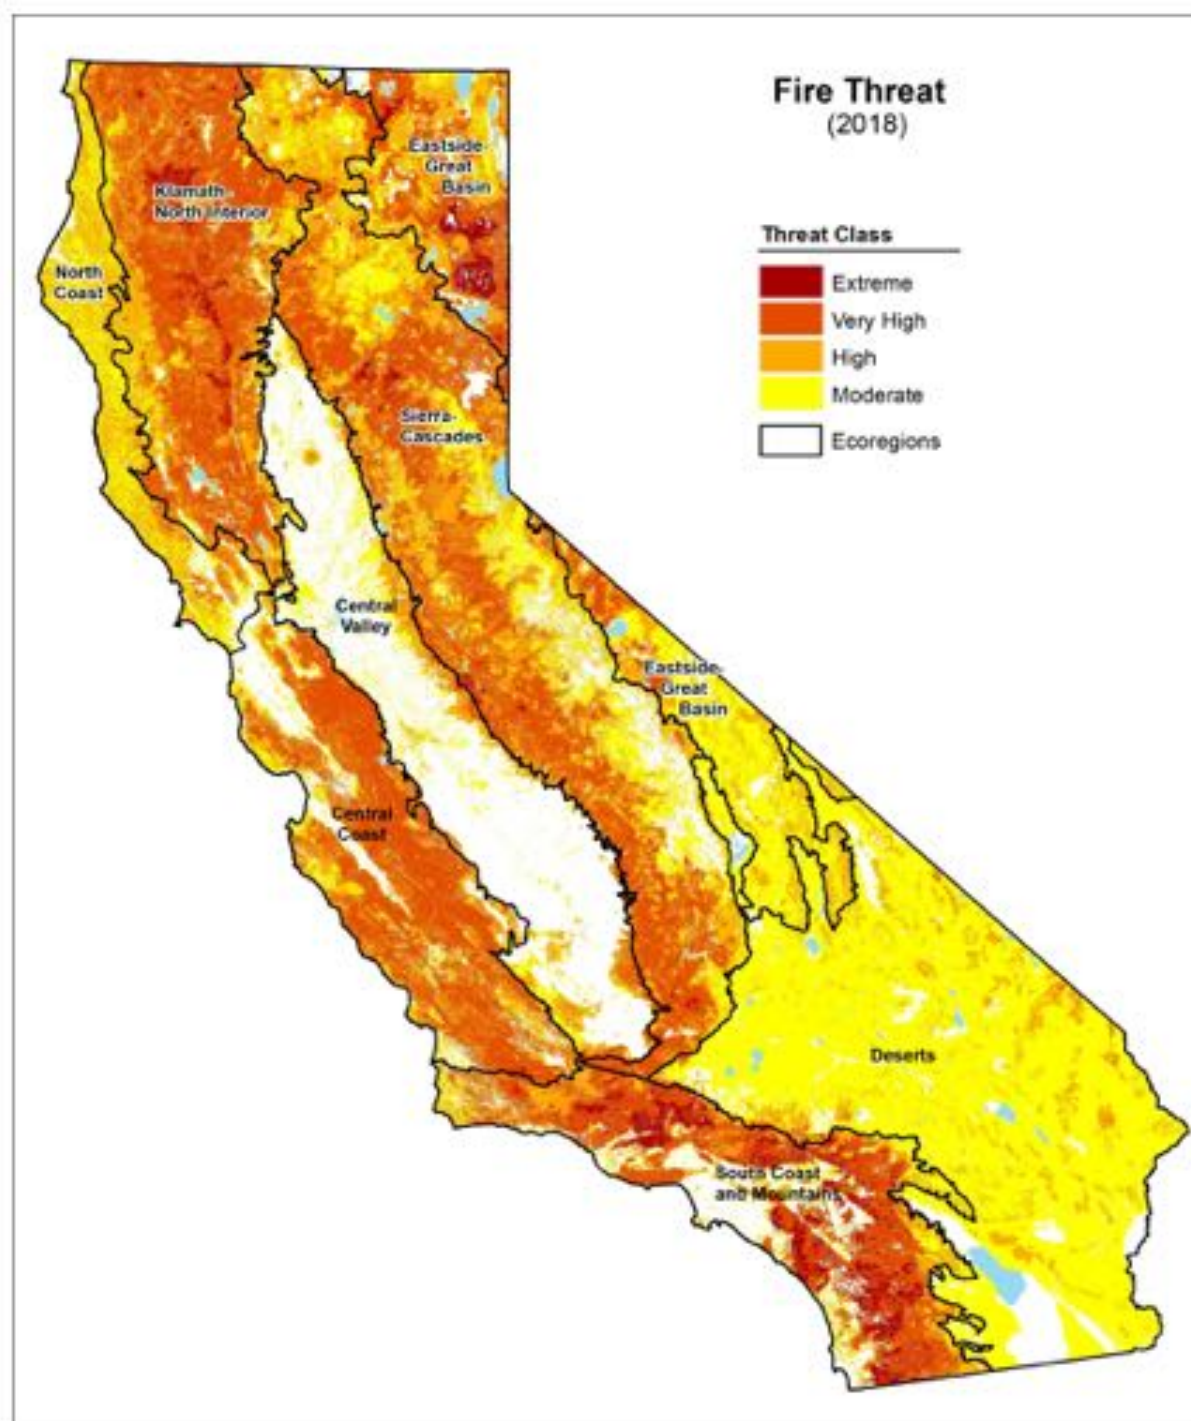 Fire Threat
(2018)
Threat Class
Extreme
Very High
High
Moderate
Ecoregions
Eastside-
Great
Basin
Klamath-
North Interior
North
Coast
Sierra-
Cascades
Central
Valley
Eastside-
Great
Basin
Central
Coast
Deserts
South Coast
and Mountains